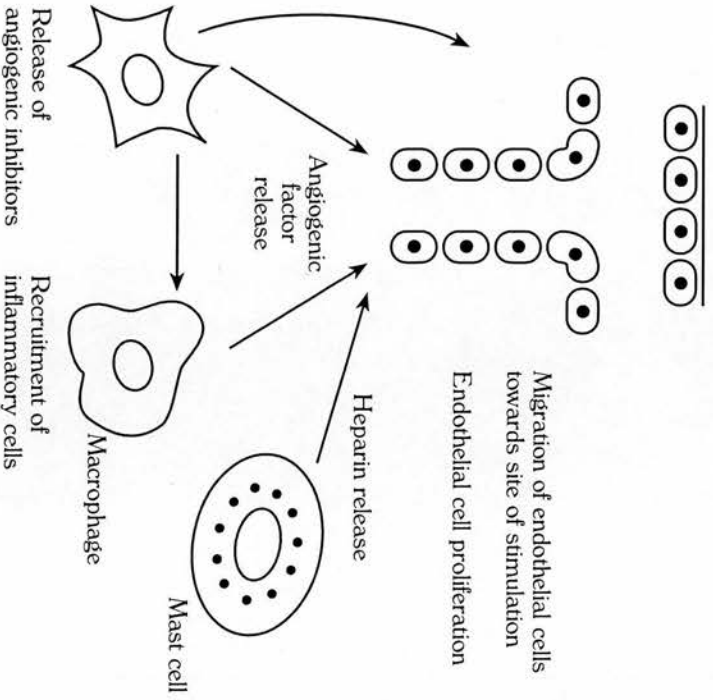 Migration of endothelial cells
towards site of stimulation
Endothelial cell proliferation
Angiogenic
factor
release
Heparin release
Mast cell
Macrophage
Release of
angiogenic inhibitors
Recruitment of
inflammatory cells